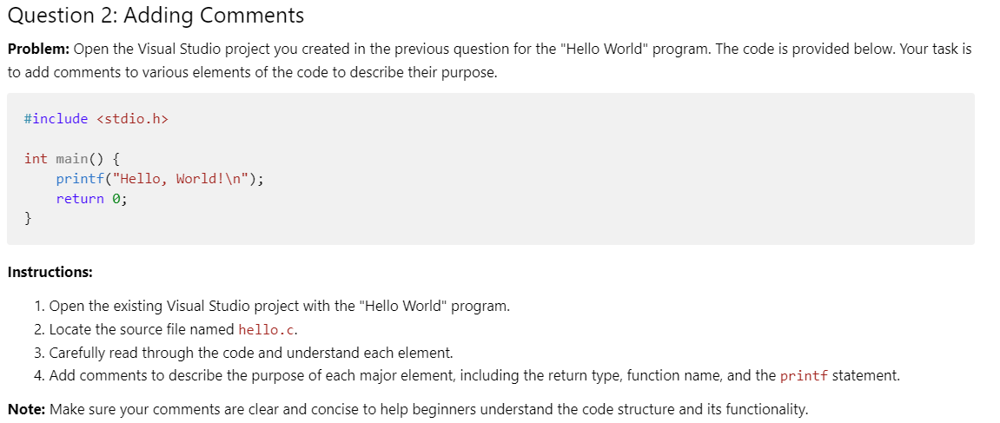 Question 2: Adding Comments
Problem: Open the Visual Studio project you created in the previous question for the "Hello World" program. The code is provided below. Your task is
to add comments to various elements of the code to describe their purpose.
#include <stdio.h>
int main() {
    printf("Hello, World!\n");
    return 0;
}
Instructions:
1. Open the existing Visual Studio project with the "Hello World" program.
2. Locate the source file named hello.c.
3. Carefully read through the code and understand each element.
4. Add comments to describe the purpose of each major element, including the return type, function name, and the printf statement.
Note: Make sure your comments are clear and concise to help beginners understand the code structure and its functionality.